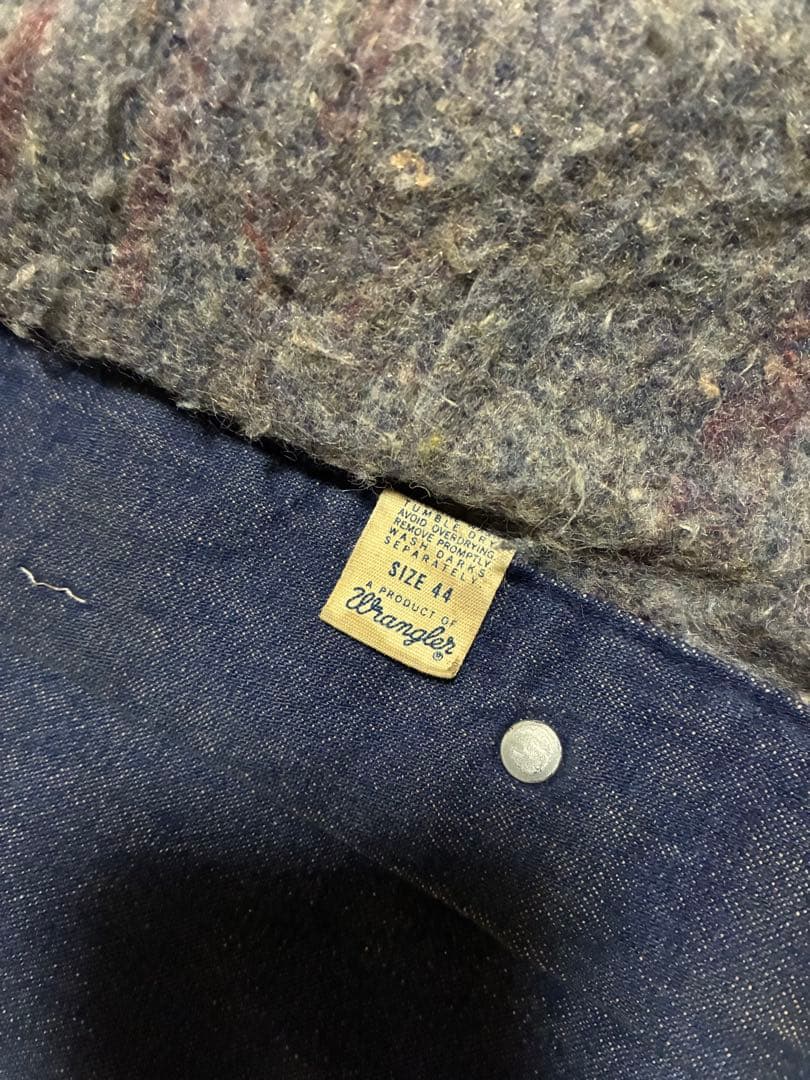 TUMBLE DRY
AVOID OVERDRYING
REMOVE PROMPTLY
WASH DARKS
SEPARATELY
SIZE 44
A PRODUCT OF
Wrangler®